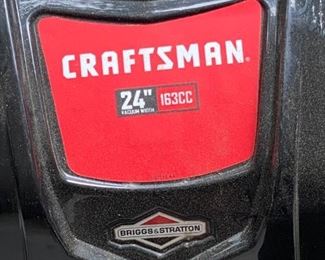 CRAFTSMAN®
24" 163CC
VACUUM WIDTH
BRIGGS&STRATTON